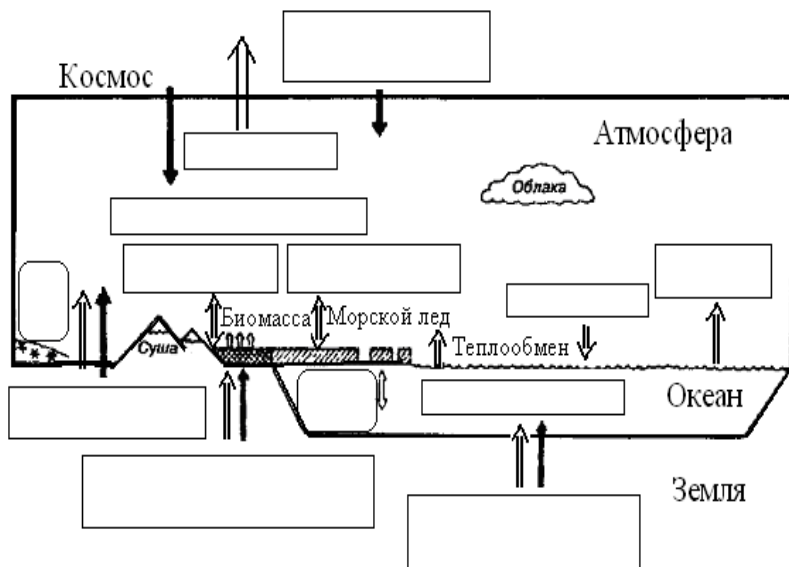 Космос
Атмосфера
Облака
Биомасса
Морской лед
Суша
Теплообмен
Океан
Земля